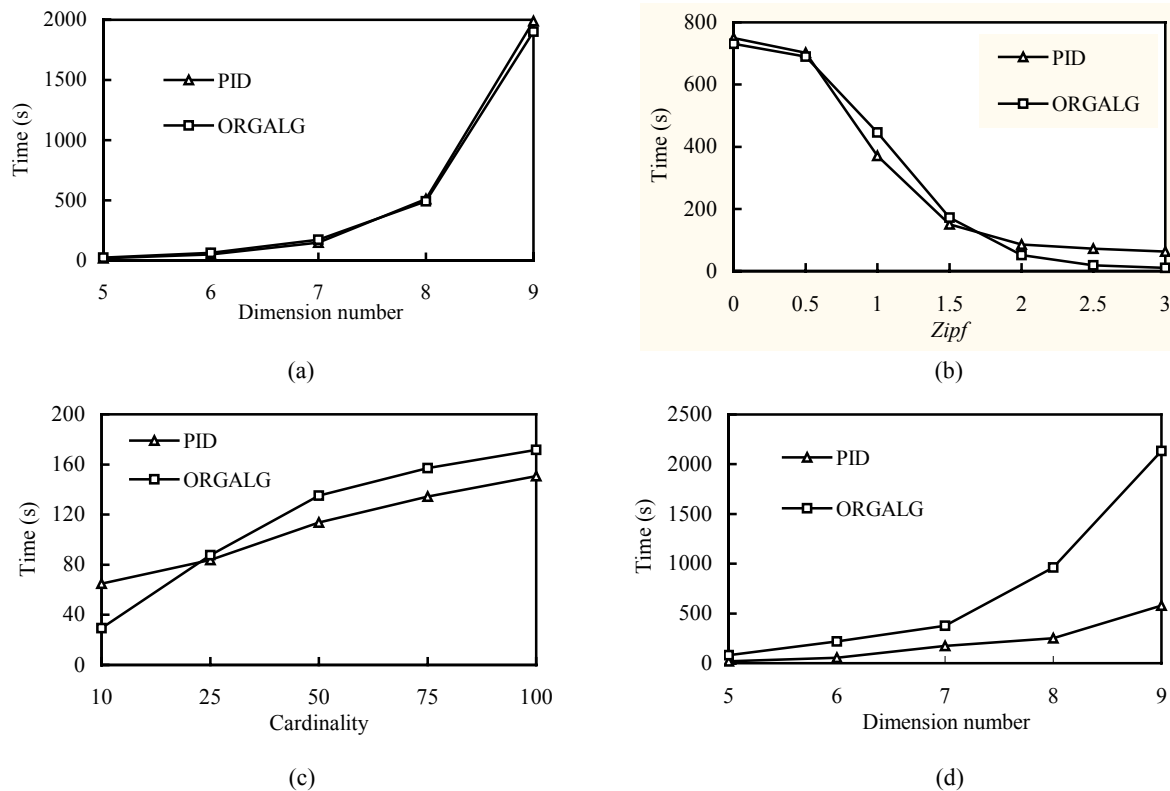 2000
1500
1000
500
0
Time (s)
PID
ORGALG
5 6 7 8 9
Dimension number
(a)
800
600
400
200
0
Time (s)
PID
ORGALG
0 0.5 1 1.5 2 2.5 3
Zipf
(b)
200
160
120
80
40
0
Time (s)
PID
ORGALG
10 25 50 75 100
Cardinality
(c)
2500
2000
1500
1000
500
0
Time (s)
PID
ORGALG
5 6 7 8 9
Dimension number
(d)